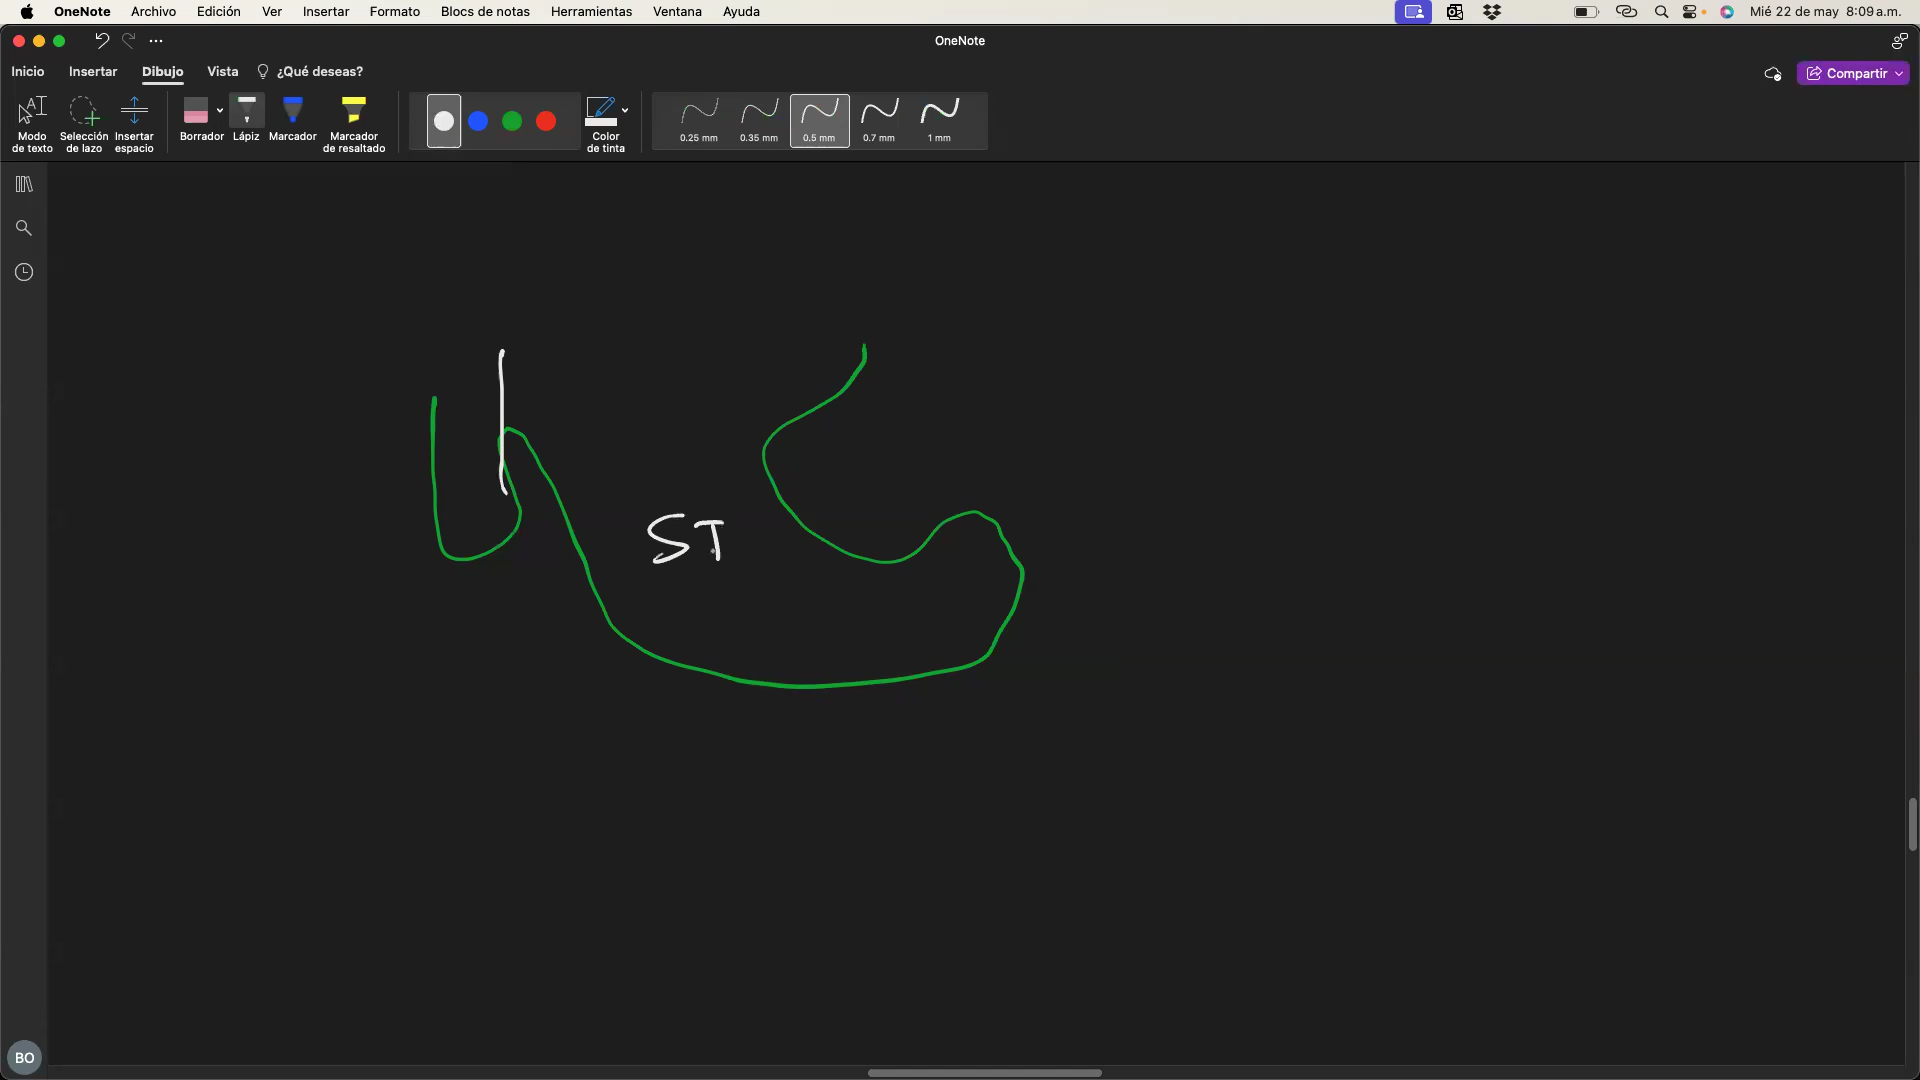 OneNote Archivo Edición Ver Insertar Formato Blocs de notas Herramientas Ventana Ayuda Mié 22 de may 8:09 a.m.
OneNote
Inicio Insertar Dibujo Vista ¿Qué deseas? Compartir
Modo de texto
Selección de lazo
Insertar espacio
Borrador
Lápiz
Marcador
Marcador de resaltado
Color de tinta
0.25 mm
0.35 mm
0.5 mm
0.7 mm
1 mm
ST
BO